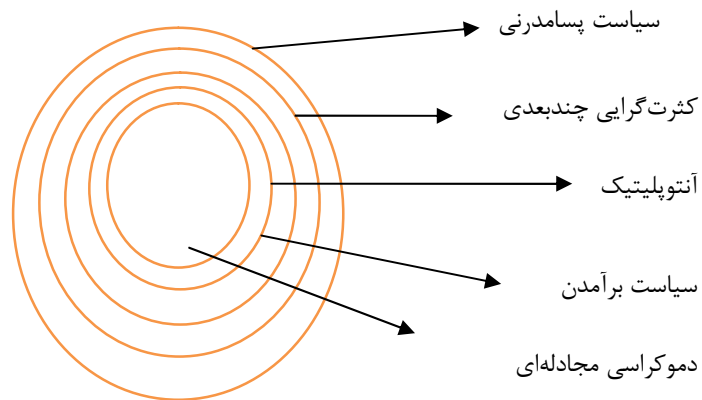 سیاست پسامدرنی
کثرت‌گرایی چندبعدی
آنتوپلیتیک
سیاست برآمدن
دموکراسی مجادله‌ای